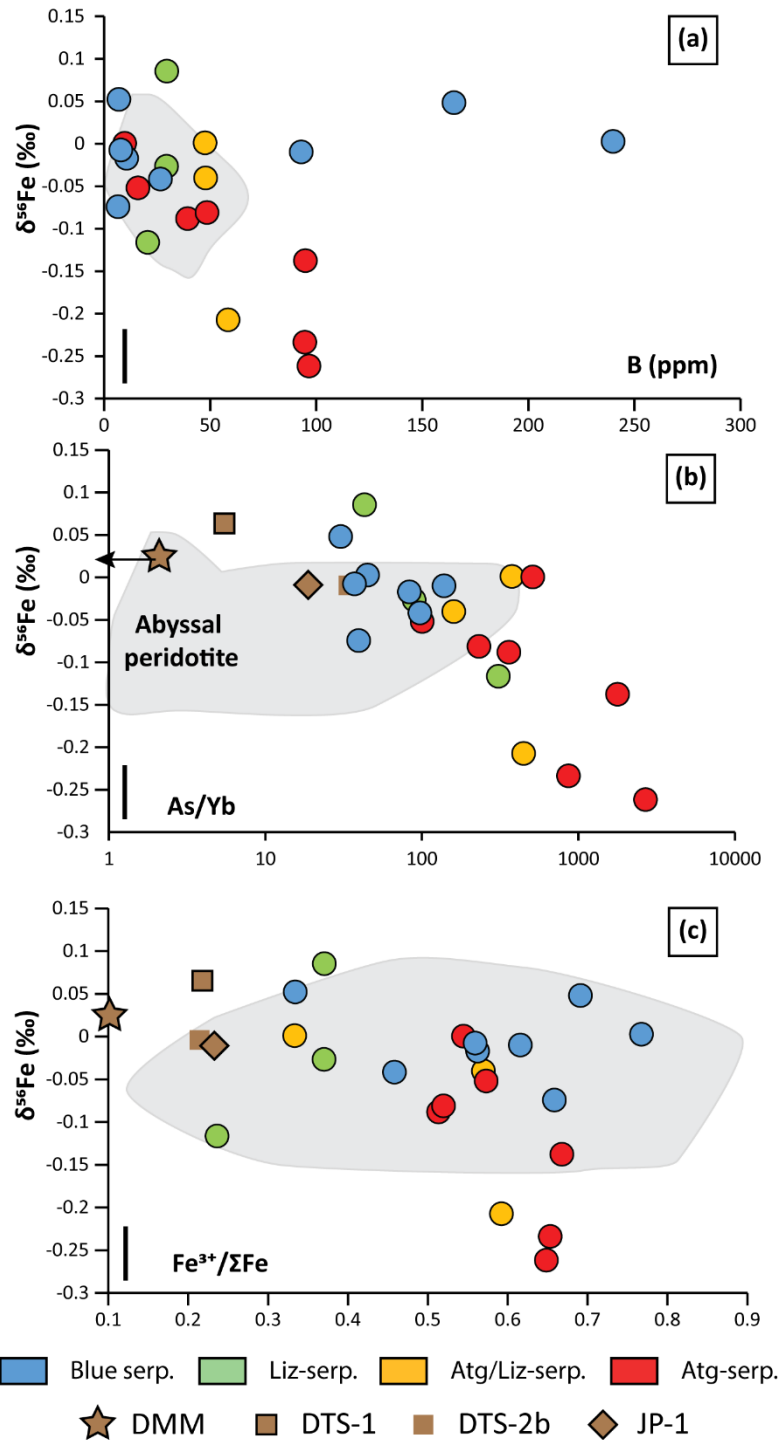 (a)
0.15
0.1
0.05
0
-0.05
-0.1
-0.15
-0.2
-0.25
-0.3
δ⁵⁶Fe (‰)
B (ppm)
0 50 100 150 200 250 300
(b)
0.15
0.1
0.05
0
-0.05
-0.1
-0.15
-0.2
-0.25
-0.3
δ⁵⁶Fe (‰)
Abyssal
peridotite
As/Yb
1 10 100 1000 10000
(c)
0.15
0.1
0.05
0
-0.05
-0.1
-0.15
-0.2
-0.25
-0.3
δ⁵⁶Fe (‰)
Fe³⁺/ΣFe
0.1 0.2 0.3 0.4 0.5 0.6 0.7 0.8 0.9
Blue serp. Liz-serp. Atg/Liz-serp. Atg-serp.
DMM DTS-1 DTS-2b JP-1